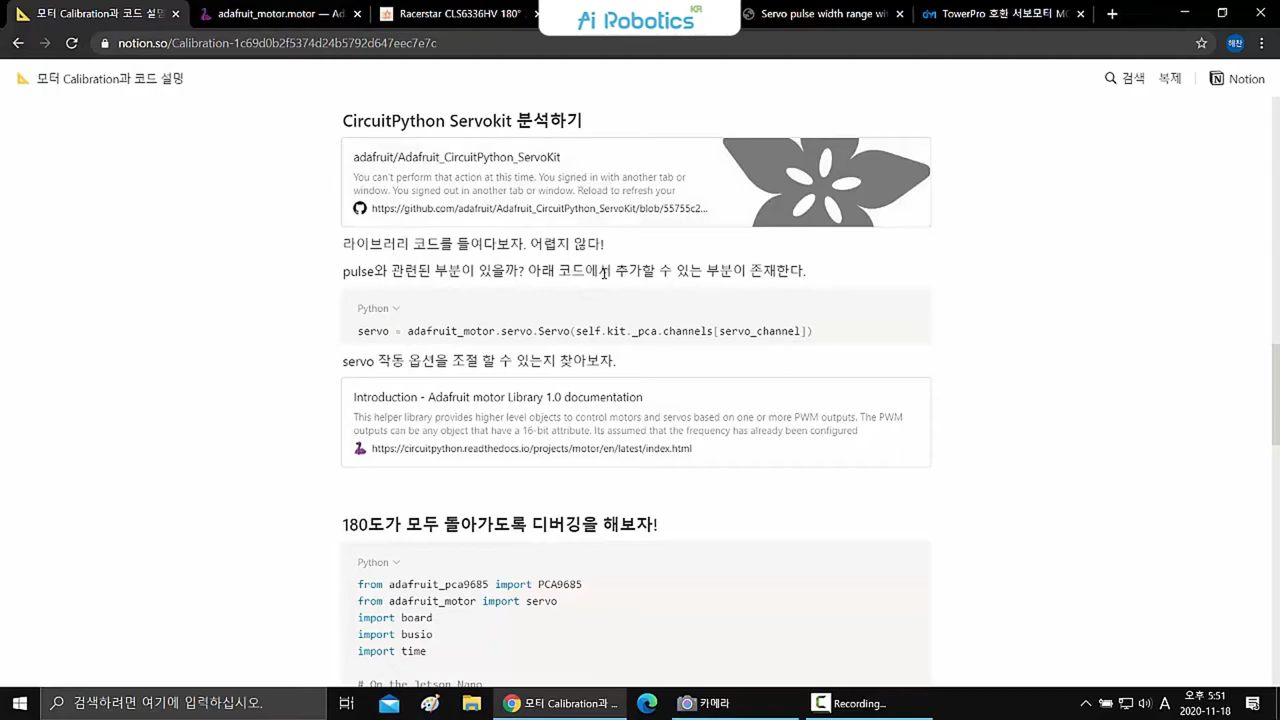 모터 Calibration과 코드 설명
adafruit_motor.motor — A
Racerstar CLS6336HV 180°
Ai Robotics KR
Servo pulse width range wit
TowerPro 호환 서보모터 MG
notion.so/Calibration-1c69d0b2f5374d24b5792d647eec7e7c
해찬
모터 Calibration과 코드 설명
검색
복제
Notion
CircuitPython Servokit 분석하기
adafruit/Adafruit_CircuitPython_ServoKit
You can't perform that action at this time. You signed in with another tab or
window. You signed out in another tab or window. Reload to refresh your
https://github.com/adafruit/Adafruit_CircuitPython_ServoKit/blob/55755c2...
라이브러리 코드를 들여다보자. 어렵지 않다!
pulse와 관련된 부분이 있을까? 아래 코드에서 추가할 수 있는 부분이 존재한다.
Python
servo = adafruit_motor.servo.Servo(self.kit._pca.channels[servo_channel])
servo 작동 옵션을 조절 할 수 있는지 찾아보자.
Introduction - Adafruit motor Library 1.0 documentation
This helper library provides higher level objects to control motors and servos based on one or more PWM outputs. The PWM
outputs can be any object that have a 16-bit attribute. Its assumed that the frequency has already been configured
https://circuitpython.readthedocs.io/projects/motor/en/latest/index.html
180도가 모두 돌아가도록 디버깅을 해보자!
Python
from adafruit_pca9685 import PCA9685
from adafruit_motor import servo
import board
import busio
import time
# On the Jetson Nano
검색하려면 여기에 입력하십시오.
모터 Calibration과 ...
카메라
Recording...
A
오후 5:51
2020-11-18